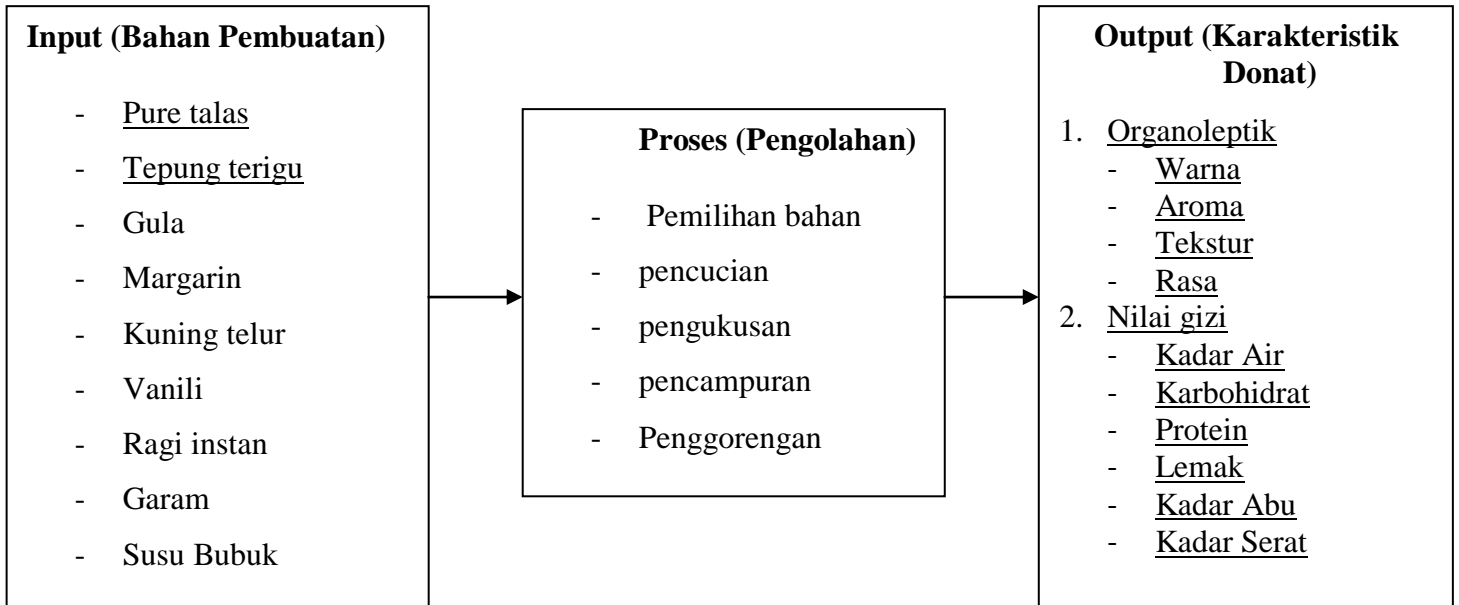 Input (Bahan Pembuatan)
- Pure talas
- Tepung terigu
- Gula
- Margarin
- Kuning telur
- Vanili
- Ragi instan
- Garam
- Susu Bubuk
Proses (Pengolahan)
- Pemilihan bahan
- pencucian
- pengukusan
- pencampuran
- Penggorengan
Output (Karakteristik
Donat)
1. Organoleptik
- Warna
- Aroma
- Tekstur
- Rasa
2. Nilai gizi
- Kadar Air
- Karbohidrat
- Protein
- Lemak
- Kadar Abu
- Kadar Serat